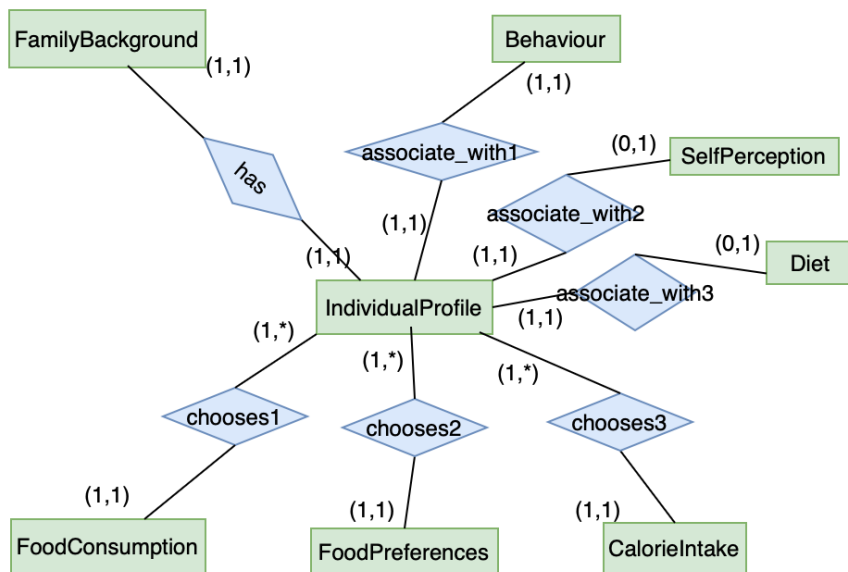 FamilyBackground
Behaviour
(1,1)
(1,1)
associate_with1
(0,1)
SelfPerception
has
associate_with2
(1,1)
(0,1)
Diet
(1,1)
(1,1)
associate_with3
IndividualProfile
(1,1)
(1,*)
(1,*)
(1,*)
chooses1
chooses2
chooses3
(1,1)
(1,1)
(1,1)
FoodConsumption
FoodPreferences
CalorieIntake